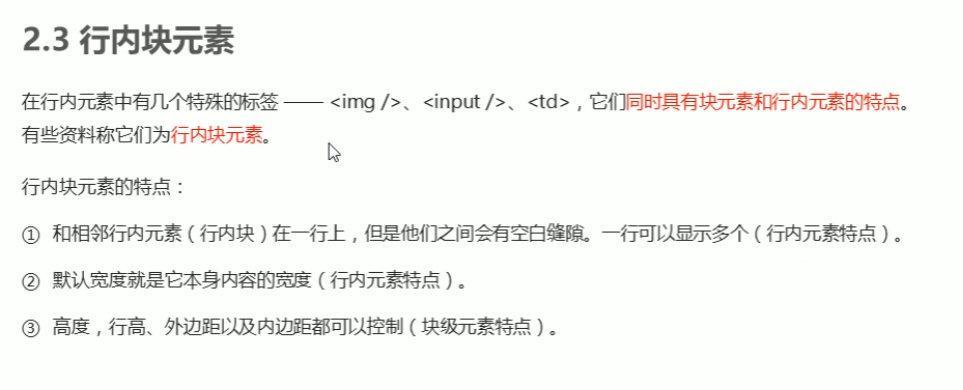 2.3 行内块元素
在行内元素中有几个特殊的标签 —— <img />、<input />、<td>，它们同时具有块元素和行内元素的特点。
有些资料称它们为行内块元素。
行内块元素的特点：
① 和相邻行内元素（行内块）在一行上，但是他们之间会有空白缝隙。一行可以显示多个（行内元素特点）。
② 默认宽度就是它本身内容的宽度（行内元素特点）。
③ 高度，行高、外边距以及内边距都可以控制（块级元素特点）。